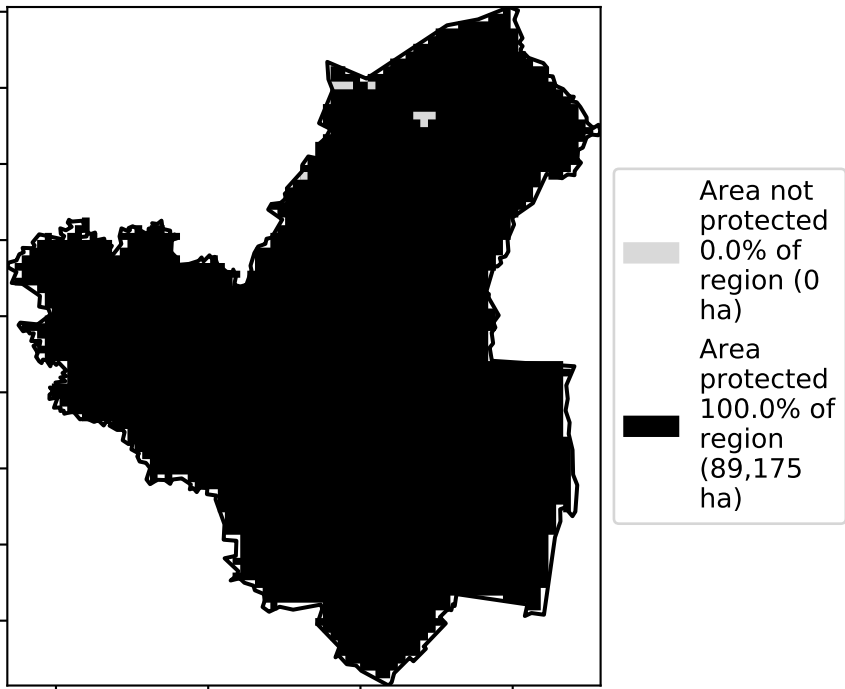 Area not
protected
0.0% of
region (0
ha)
Area
protected
100.0% of
region
(89,175
ha)